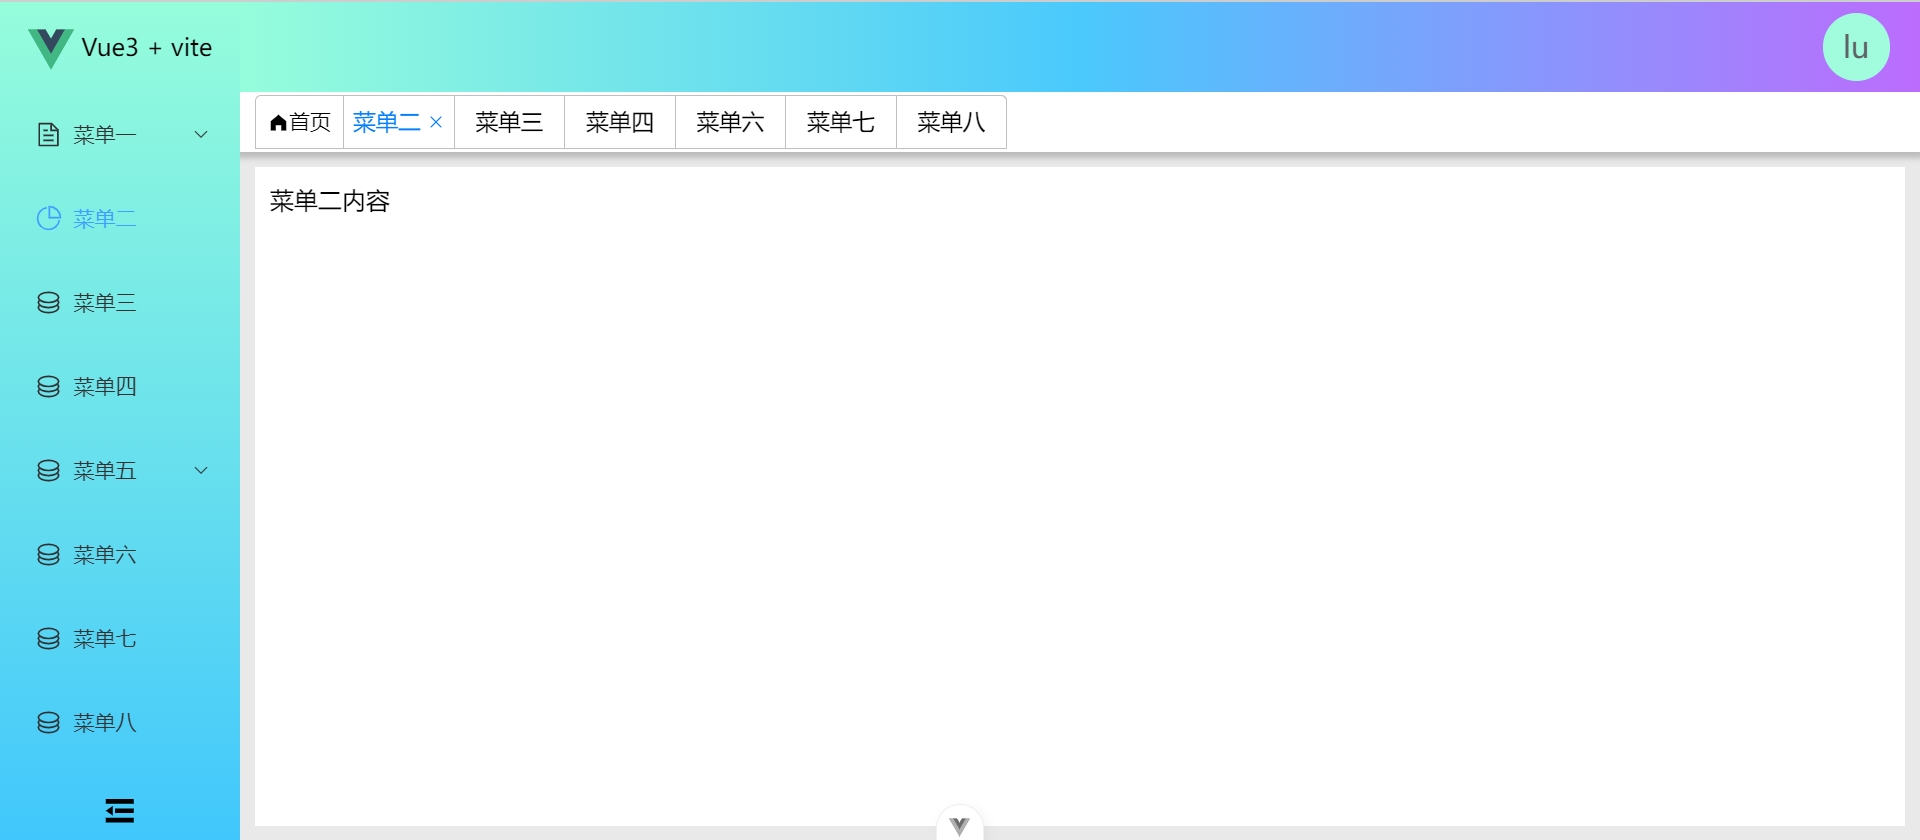 Vue3 + vite
lu
菜单一
菜单二
菜单三
菜单四
菜单五
菜单六
菜单七
菜单八
首页 菜单二 × 菜单三 菜单四 菜单六 菜单七 菜单八
菜单二内容